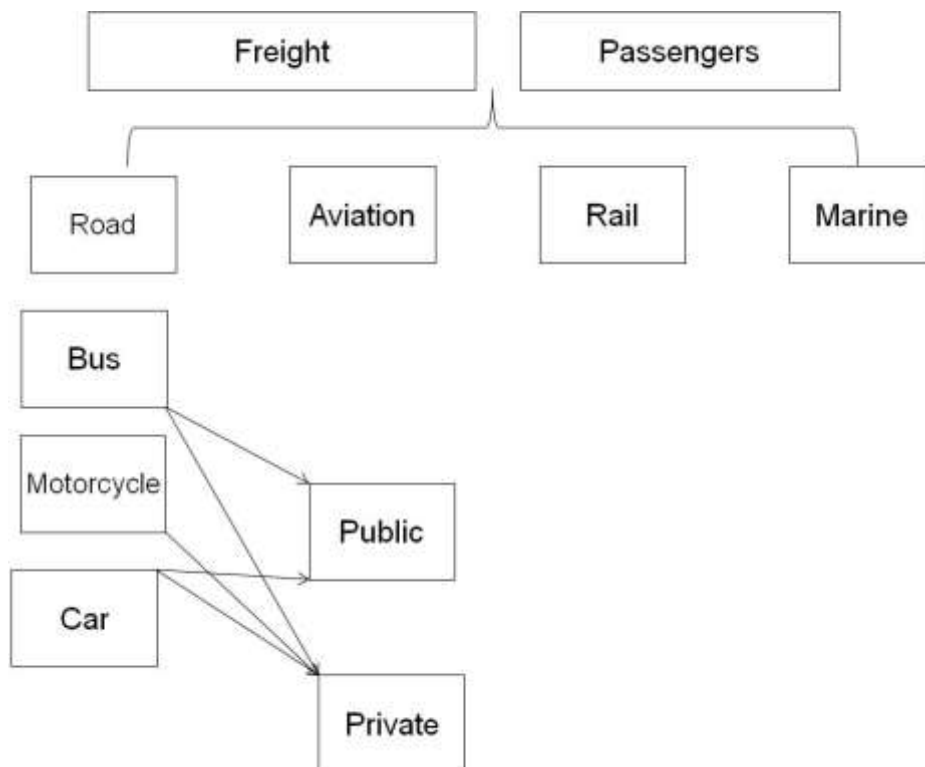 Freight
Passengers
Road
Aviation
Rail
Marine
Bus
Motorcycle
Public
Car
Private